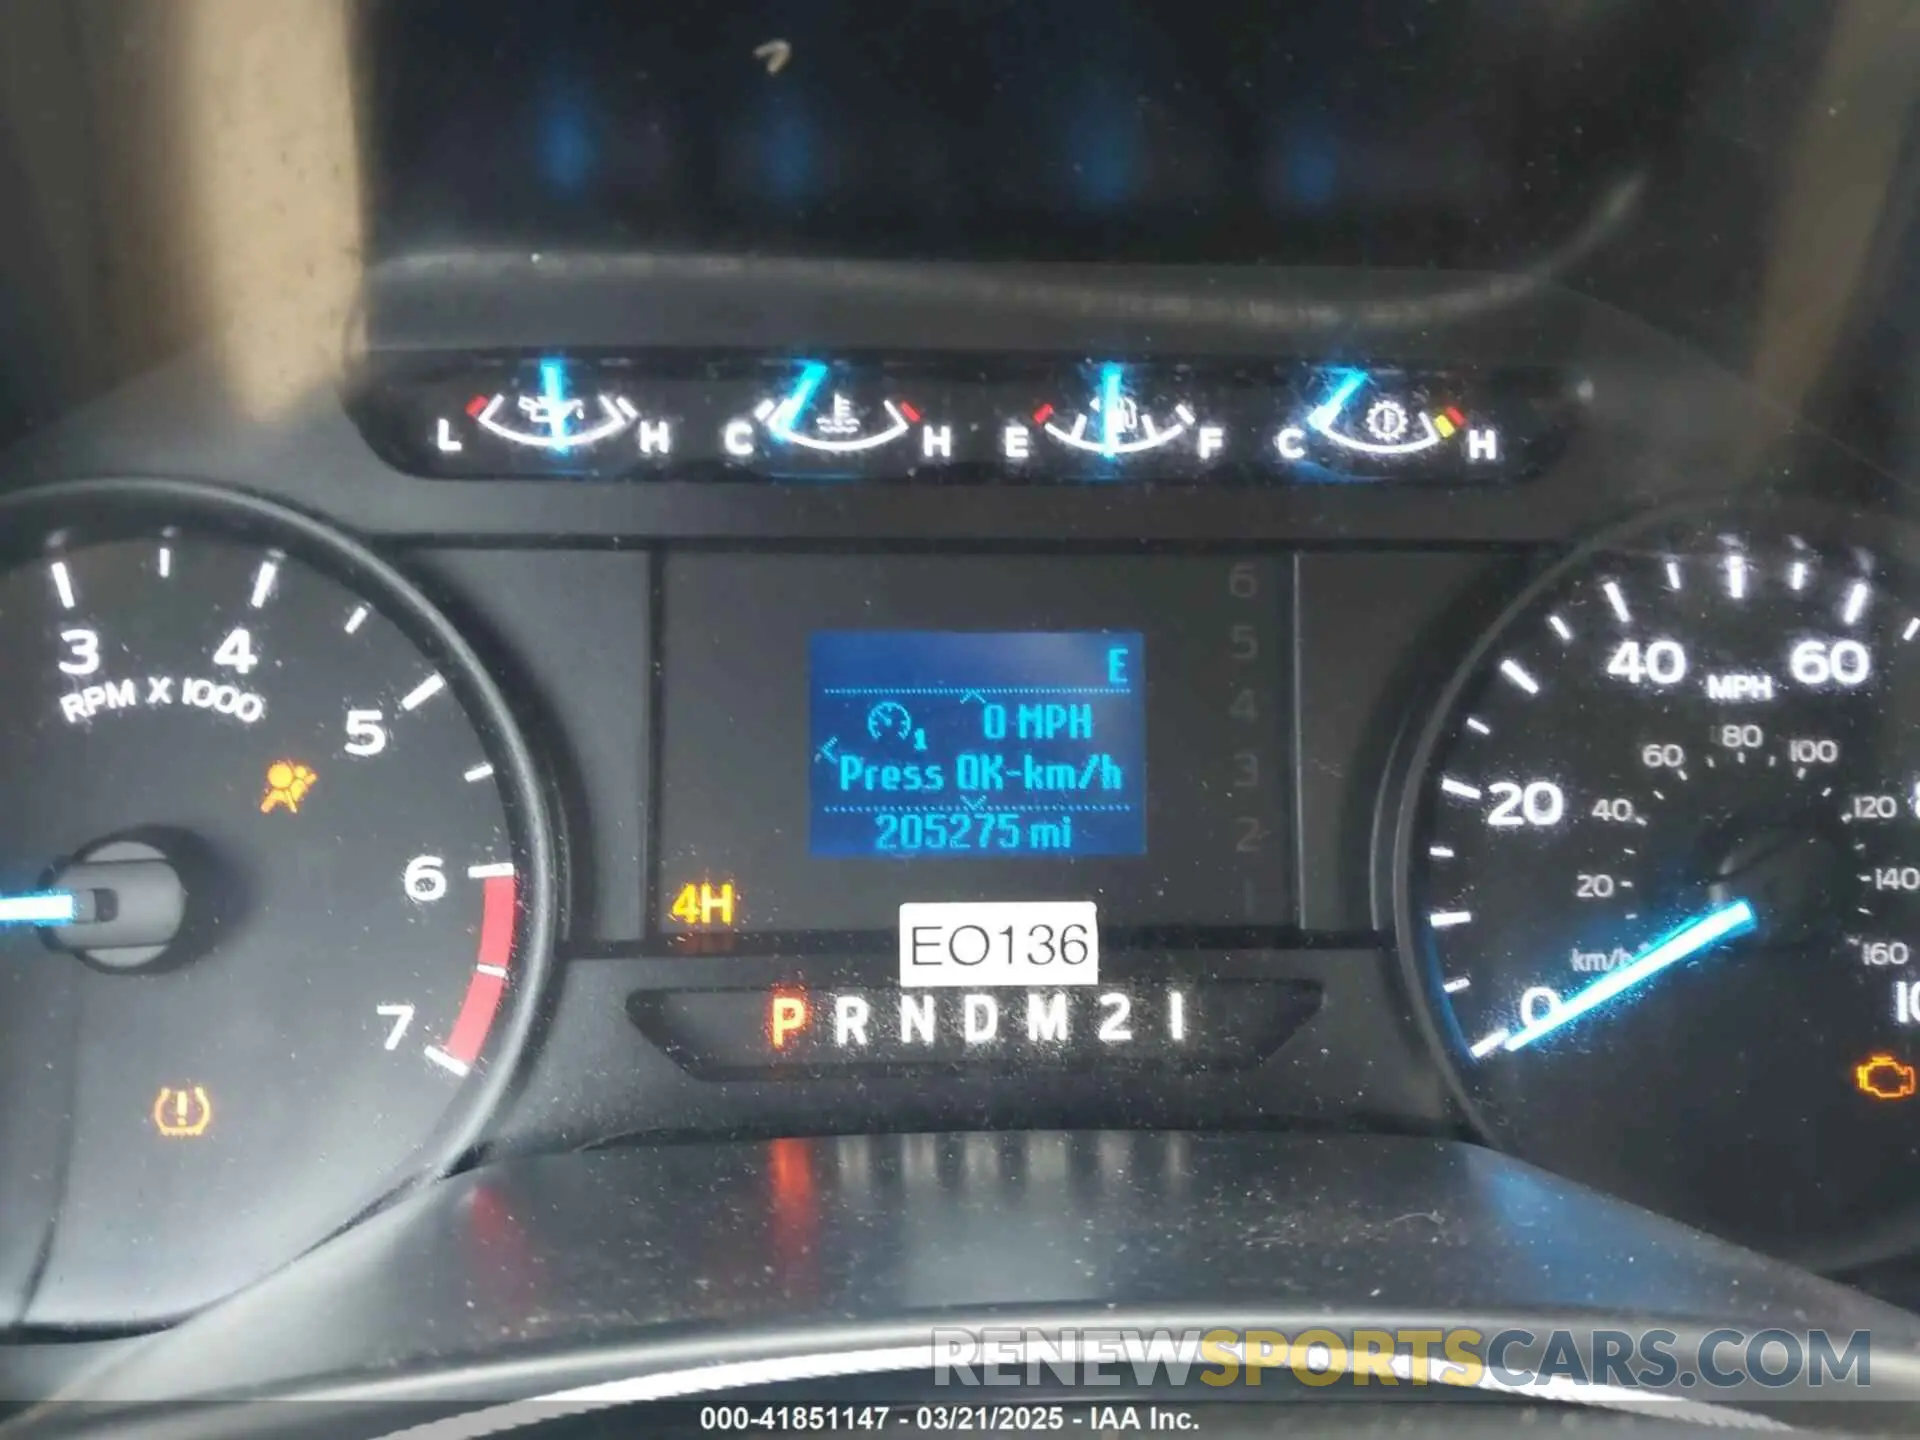 L H C H E F C H
3 4 5 6 7
RPM X 1000
6
5
4
3
2
1
E
0 MPH
1
Press OK-km/h
205275 mi
4H
EO136
P R N D M 2 1
0 20 40 60
MPH
20 40 60 80 100 120 140 160
km/h
RENEWSPORTSCARS.COM
000-41851147 - 03/21/2025 - IAA Inc.